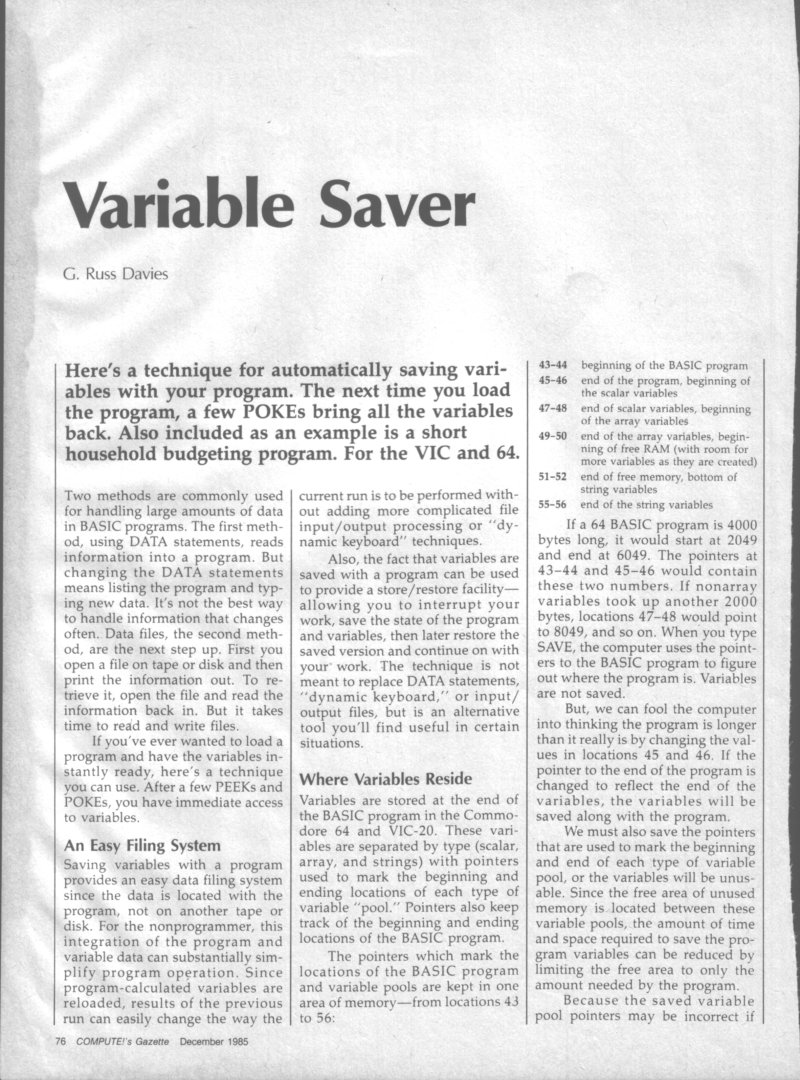 Variable Saver
G. Russ Davies
Here's a technique for automatically saving vari-
ables with your program. The next time you load
the program, a few POKEs bring all the variables
back. Also included as an example is a short
household budgeting program. For the VIC and 64.
Two methods are commonly used
for handling large amounts of data
in BASIC programs. The first meth-
od, using DATA statements, reads
information into a program. But
changing the DATA statements
means listing the program and typ-
ing new data. It's not the best way
to handle information that changes
often. Data files, the second meth-
od, are the next step up. First you
open a file on tape or disk and then
print the information out. To re-
trieve it, open the file and read the
information back in. But it takes
time to read and write files.
If you've ever wanted to load a
program and have the variables in-
stantly ready, here's a technique
you can use. After a few PEEKs and
POKEs, you have immediate access
to variables.
An Easy Filing System
Saving variables with a program
provides an easy data filing system
since the data is located with the
program, not on another tape or
disk. For the nonprogrammer, this
integration of the program and
variable data can substantially sim-
plify program operation. Since
program-calculated variables are
reloaded, results of the previous
run can easily change the way the
current run is to be performed with-
out adding more complicated file
input/output processing or "dy-
namic keyboard" techniques.
Also, the fact that variables are
saved with a program can be used
to provide a store/restore facility—
allowing you to interrupt your
work, save the state of the program
and variables, then later restore the
saved version and continue on with
your work. The technique is not
meant to replace DATA statements,
"dynamic keyboard," or input/
output files, but is an alternative
tool you'll find useful in certain
situations.
Where Variables Reside
Variables are stored at the end of
the BASIC program in the Commo-
dore 64 and VIC-20. These vari-
ables are separated by type (scalar,
array, and strings) with pointers
used to mark the beginning and
ending locations of each type of
variable "pool." Pointers also keep
track of the beginning and ending
locations of the BASIC program.
The pointers which mark the
locations of the BASIC program
and variable pools are kept in one
area of memory—from locations 43
to 56:
43–44 beginning of the BASIC program
45–46 end of the program, beginning of
the scalar variables
47–48 end of scalar variables, beginning
of the array variables
49–50 end of the array variables, begin-
ning of free RAM (with room for
more variables as they are created)
51–52 end of free memory, bottom of
string variables
55–56 end of the string variables
If a 64 BASIC program is 4000
bytes long, it would start at 2049
and end at 6049. The pointers at
43–44 and 45–46 would contain
these two numbers. If nonarray
variables took up another 2000
bytes, locations 47–48 would point
to 8049, and so on. When you type
SAVE, the computer uses the point-
ers to the BASIC program to figure
out where the program is. Variables
are not saved.
But, we can fool the computer
into thinking the program is longer
than it really is by changing the val-
ues in locations 45 and 46. If the
pointer to the end of the program is
changed to reflect the end of the
variables, the variables will be
saved along with the program.
We must also save the pointers
that are used to mark the beginning
and end of each type of variable
pool, or the variables will be unus-
able. Since the free area of unused
memory is located between these
variable pools, the amount of time
and space required to save the pro-
gram variables can be reduced by
limiting the free area to only the
amount needed by the program.
Because the saved variable
pool pointers may be incorrect if
76 COMPUTE!'s Gazette December 1985